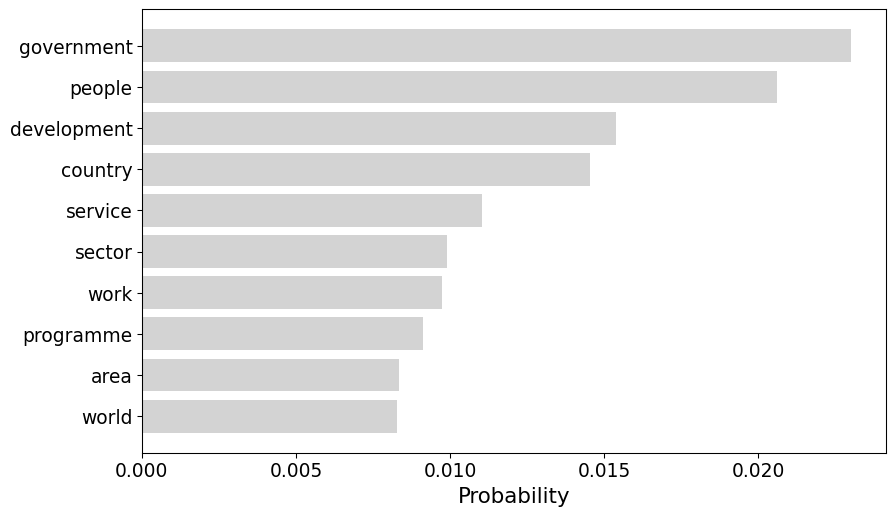 government
people
development
country
service
sector
work
programme
area
world
0.000 0.005 0.010 0.015 0.020
Probability